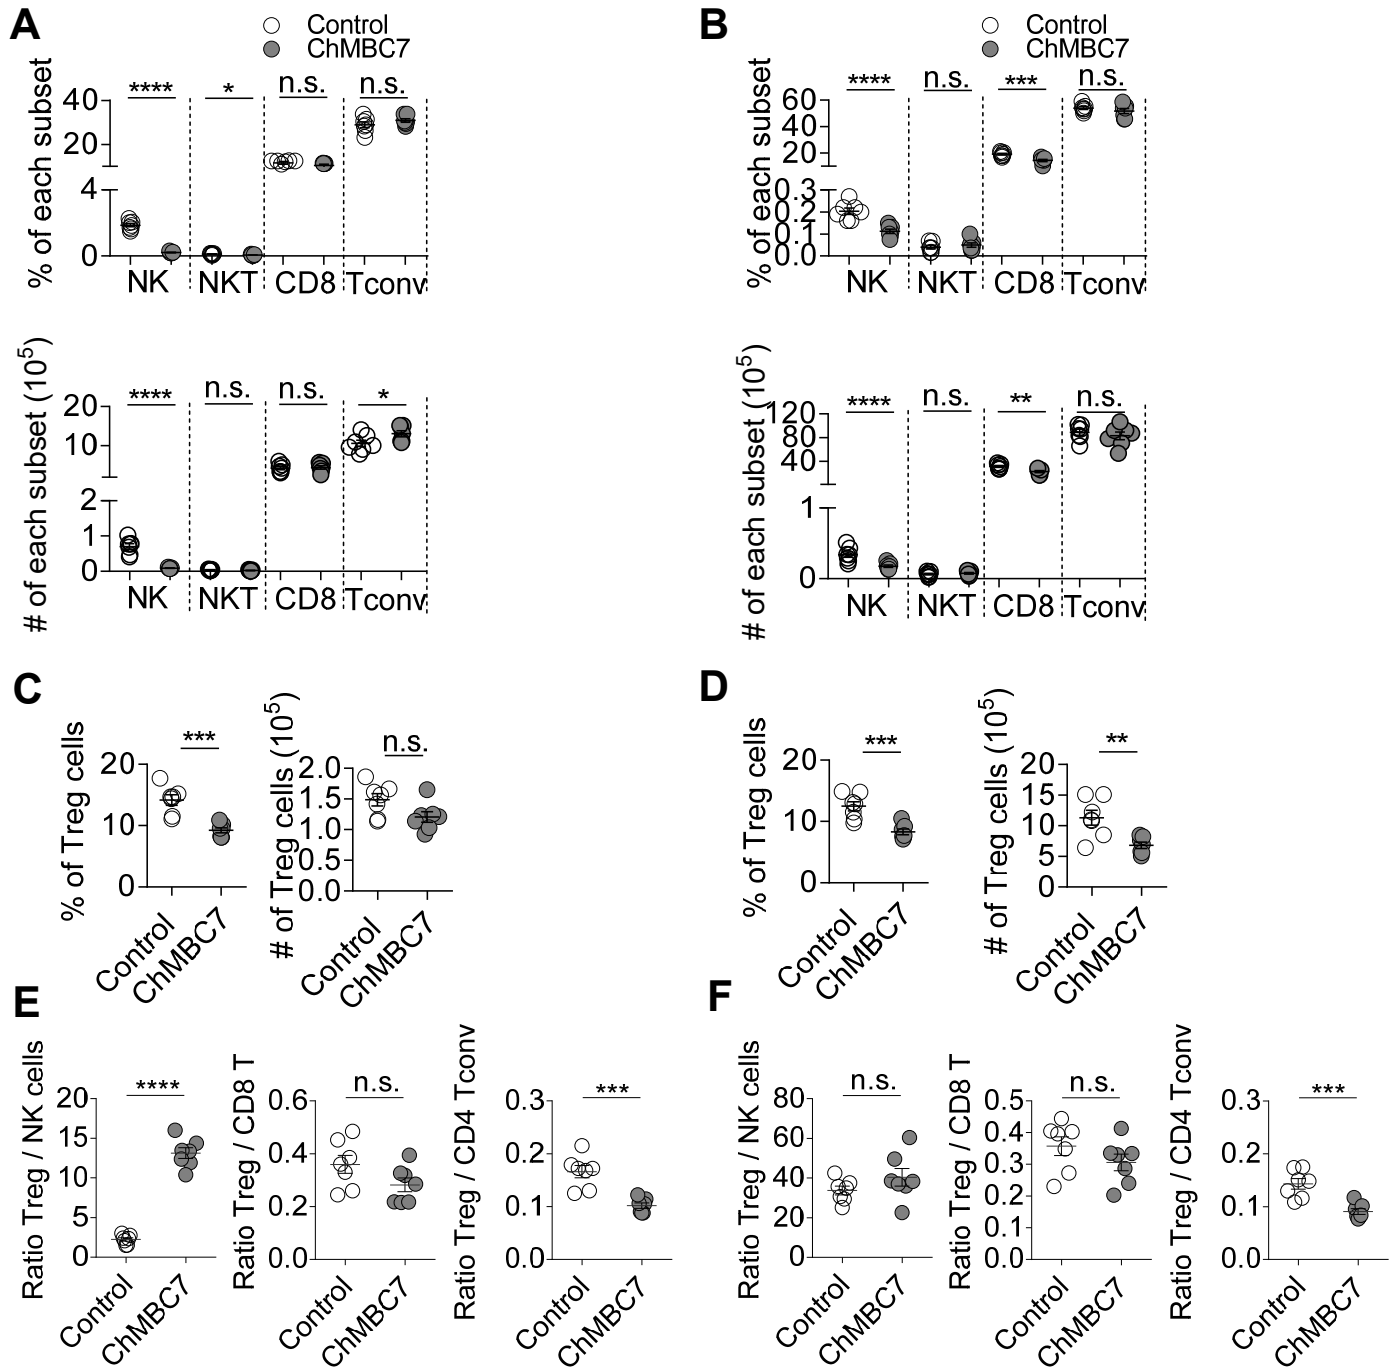 A
Control
ChMBC7
% of each subset
**** * n.s. n.s.
40
20
4
0
NK NKT CD8 Tconv
# of each subset (10⁵)
**** n.s. n.s. *
20
10
2
1
0
NK NKT CD8 Tconv
B
Control
ChMBC7
% of each subset
**** n.s. *** n.s.
60
40
20
0.3
0.2
0.1
0.0
NK NKT CD8 Tconv
# of each subset (10⁵)
**** n.s. ** n.s.
120
80
40
1
0
NK NKT CD8 Tconv
C
% of Treg cells
***
20
10
0
Control
ChMBC7
# of Treg cells (10⁵)
n.s.
2.0
1.5
1.0
0.5
0.0
Control
ChMBC7
D
% of Treg cells
***
20
10
0
Control
ChMBC7
# of Treg cells (10⁵)
**
20
15
10
5
0
Control
ChMBC7
E
Ratio Treg / NK cells
****
20
15
10
5
0
Control
ChMBC7
Ratio Treg / CD8 T
n.s.
0.6
0.4
0.2
0.0
Control
ChMBC7
Ratio Treg / CD4 Tconv
***
0.3
0.2
0.1
0.0
Control
ChMBC7
F
Ratio Treg / NK cells
n.s.
80
60
40
20
0
Control
ChMBC7
Ratio Treg / CD8 T
n.s.
0.5
0.4
0.3
0.2
0.1
0.0
Control
ChMBC7
Ratio Treg / CD4 Tconv
***
0.3
0.2
0.1
0.0
Control
ChMBC7